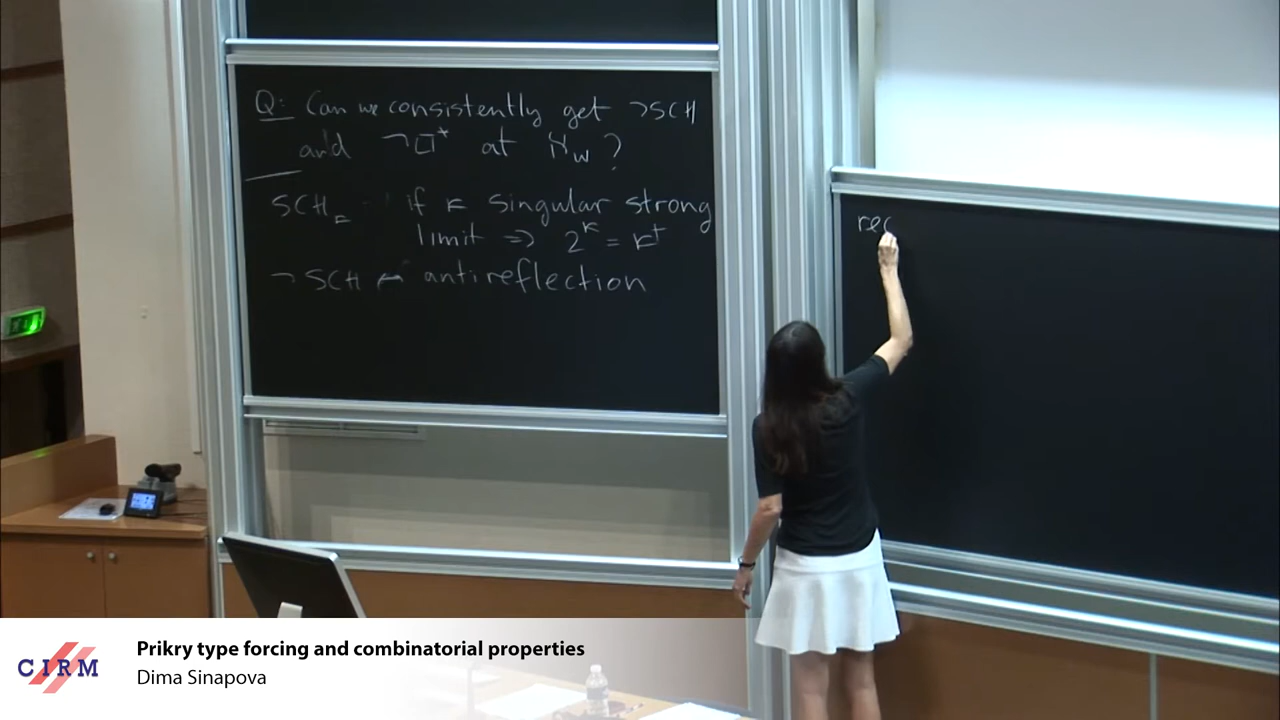 Q: Can we consistently get ¬SCH
and ¬□* at ℵω?
SCHκ : if κ singular strong
limit ⇒ 2^κ = κ⁺
¬SCH antireflection
rec
CIRM
Prikry type forcing and combinatorial properties
Dima Sinapova